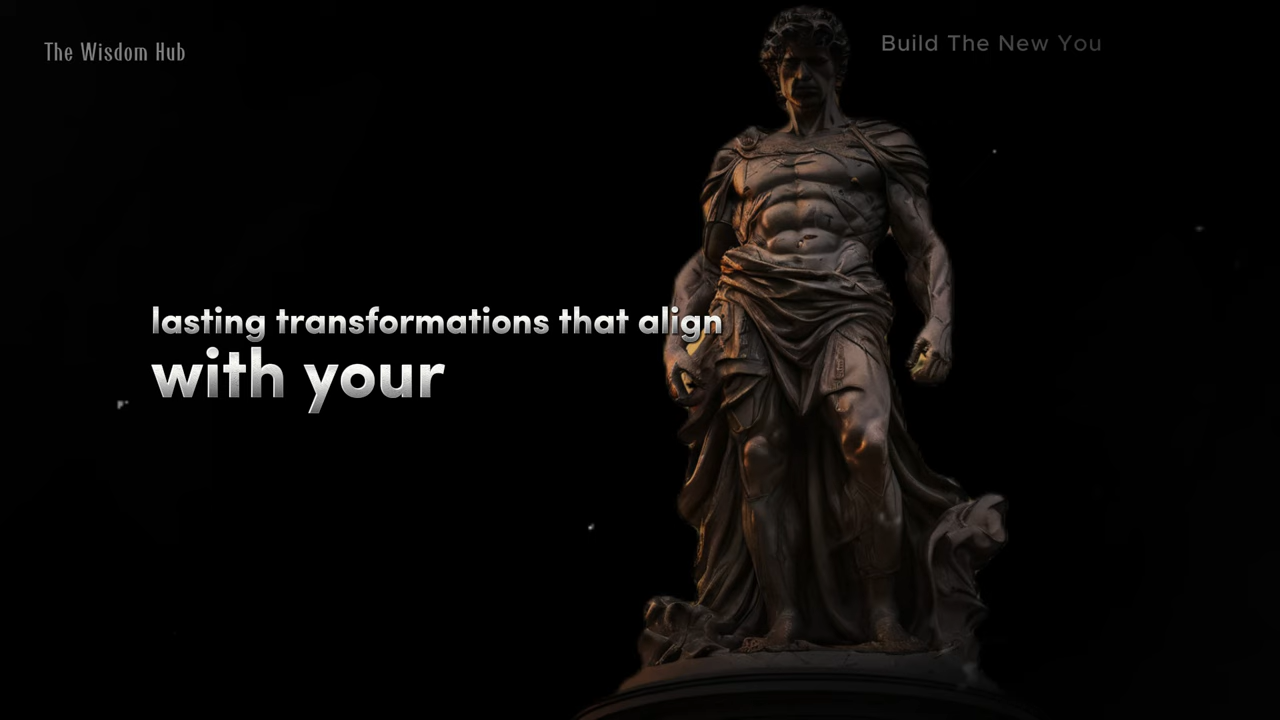 The Wisdom Hub
Build The New You
lasting transformations that align
with your